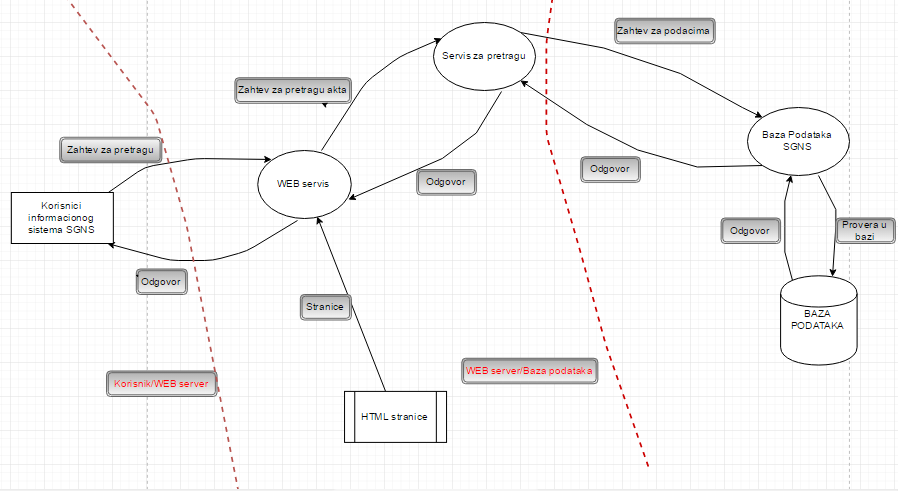 Zahtev za podacima
Servis za pretragu
Zahtev za pretragu akta
Baza Podataka
SGNS
Zahtev za pretragu
Odgovor
Odgovor
WEB servis
Korisnici
informacionog
sistema SGNS
Odgovor
Provera u
bazi
Odgovor
Stranice
BAZA
PODATAKA
WEB server/Baza podataka
Korisnik/WEB server
HTML stranice